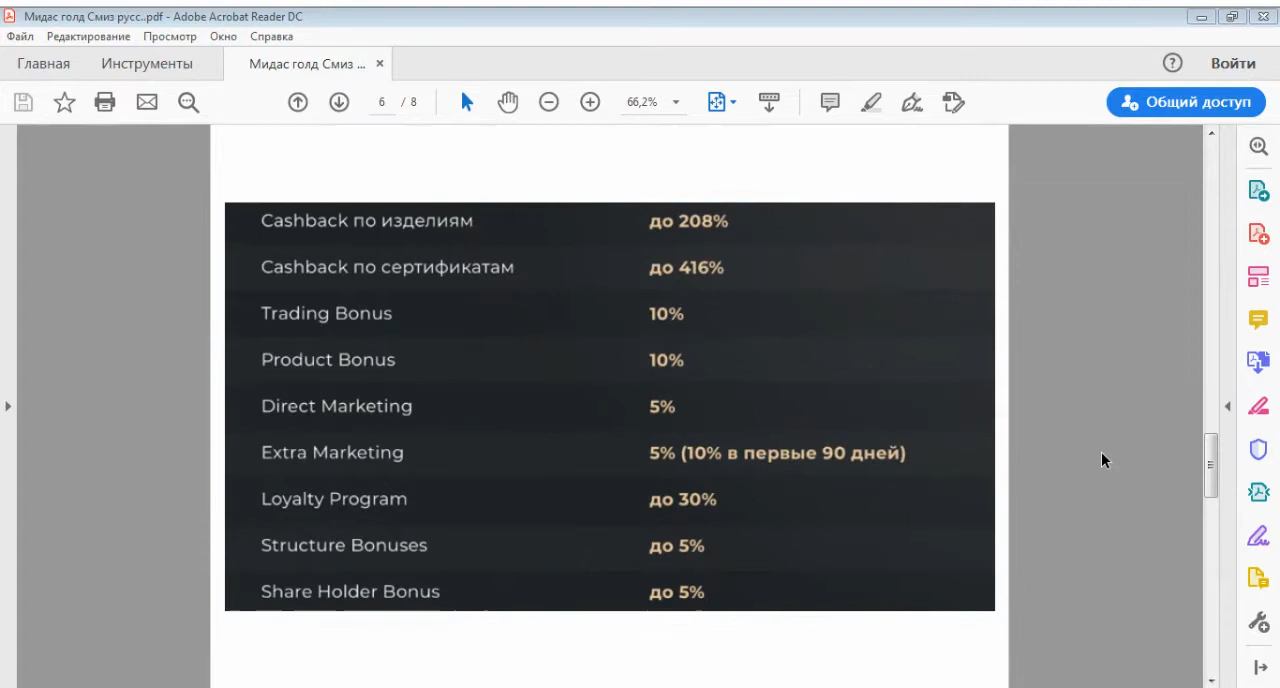 Мидас голд Смиз русс..pdf - Adobe Acrobat Reader DC
Файл Редактирование Просмотр Окно Справка
Главная Инструменты Мидас голд Смиз ... × ? Войти
6 / 8 66,2% Общий доступ
Cashback по изделиям до 208%
Cashback по сертификатам до 416%
Trading Bonus 10%
Product Bonus 10%
Direct Marketing 5%
Extra Marketing 5% (10% в первые 90 дней)
Loyalty Program до 30%
Structure Bonuses до 5%
Share Holder Bonus до 5%